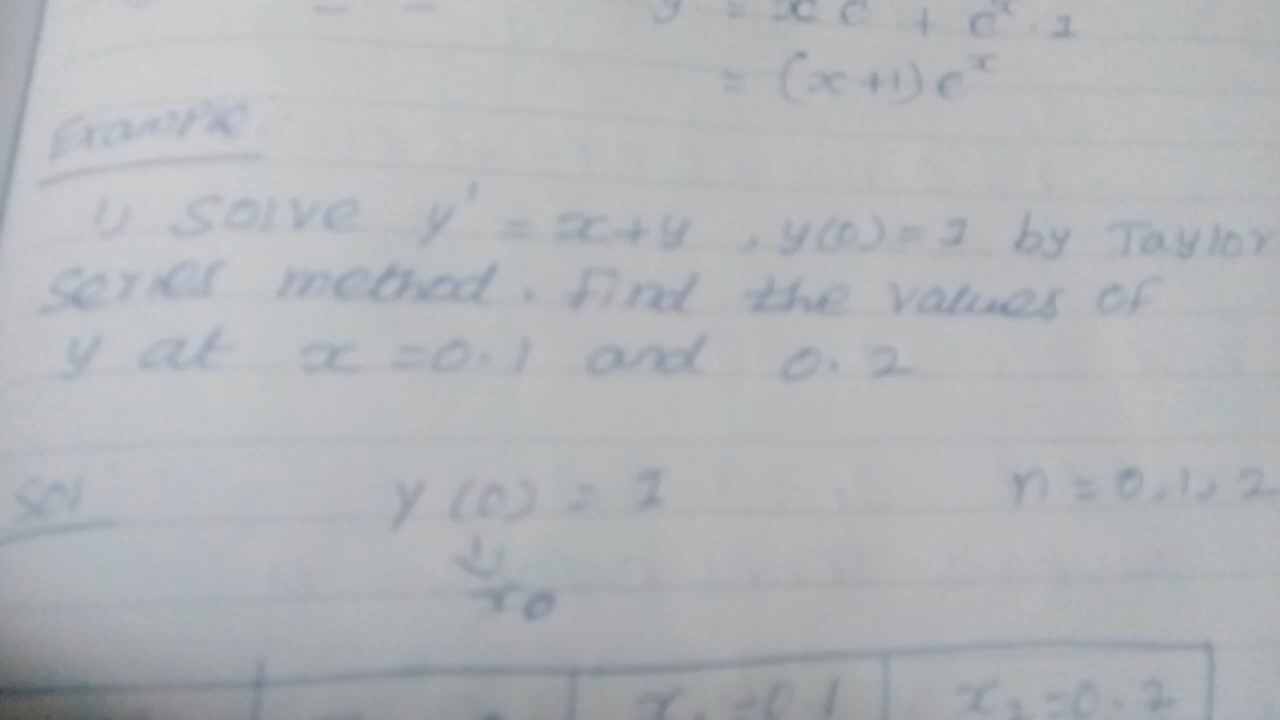 y = x e + e^x . 1
= (x+1) e^x
Example
1) Solve y' = x+y , y(0)=1 by Taylor
series method. Find the values of
y at x =0.1 and 0.2
Sol y (0) = 1 n = 0,1,2
⇓
x0
x1 =0.1 x2 =0.2